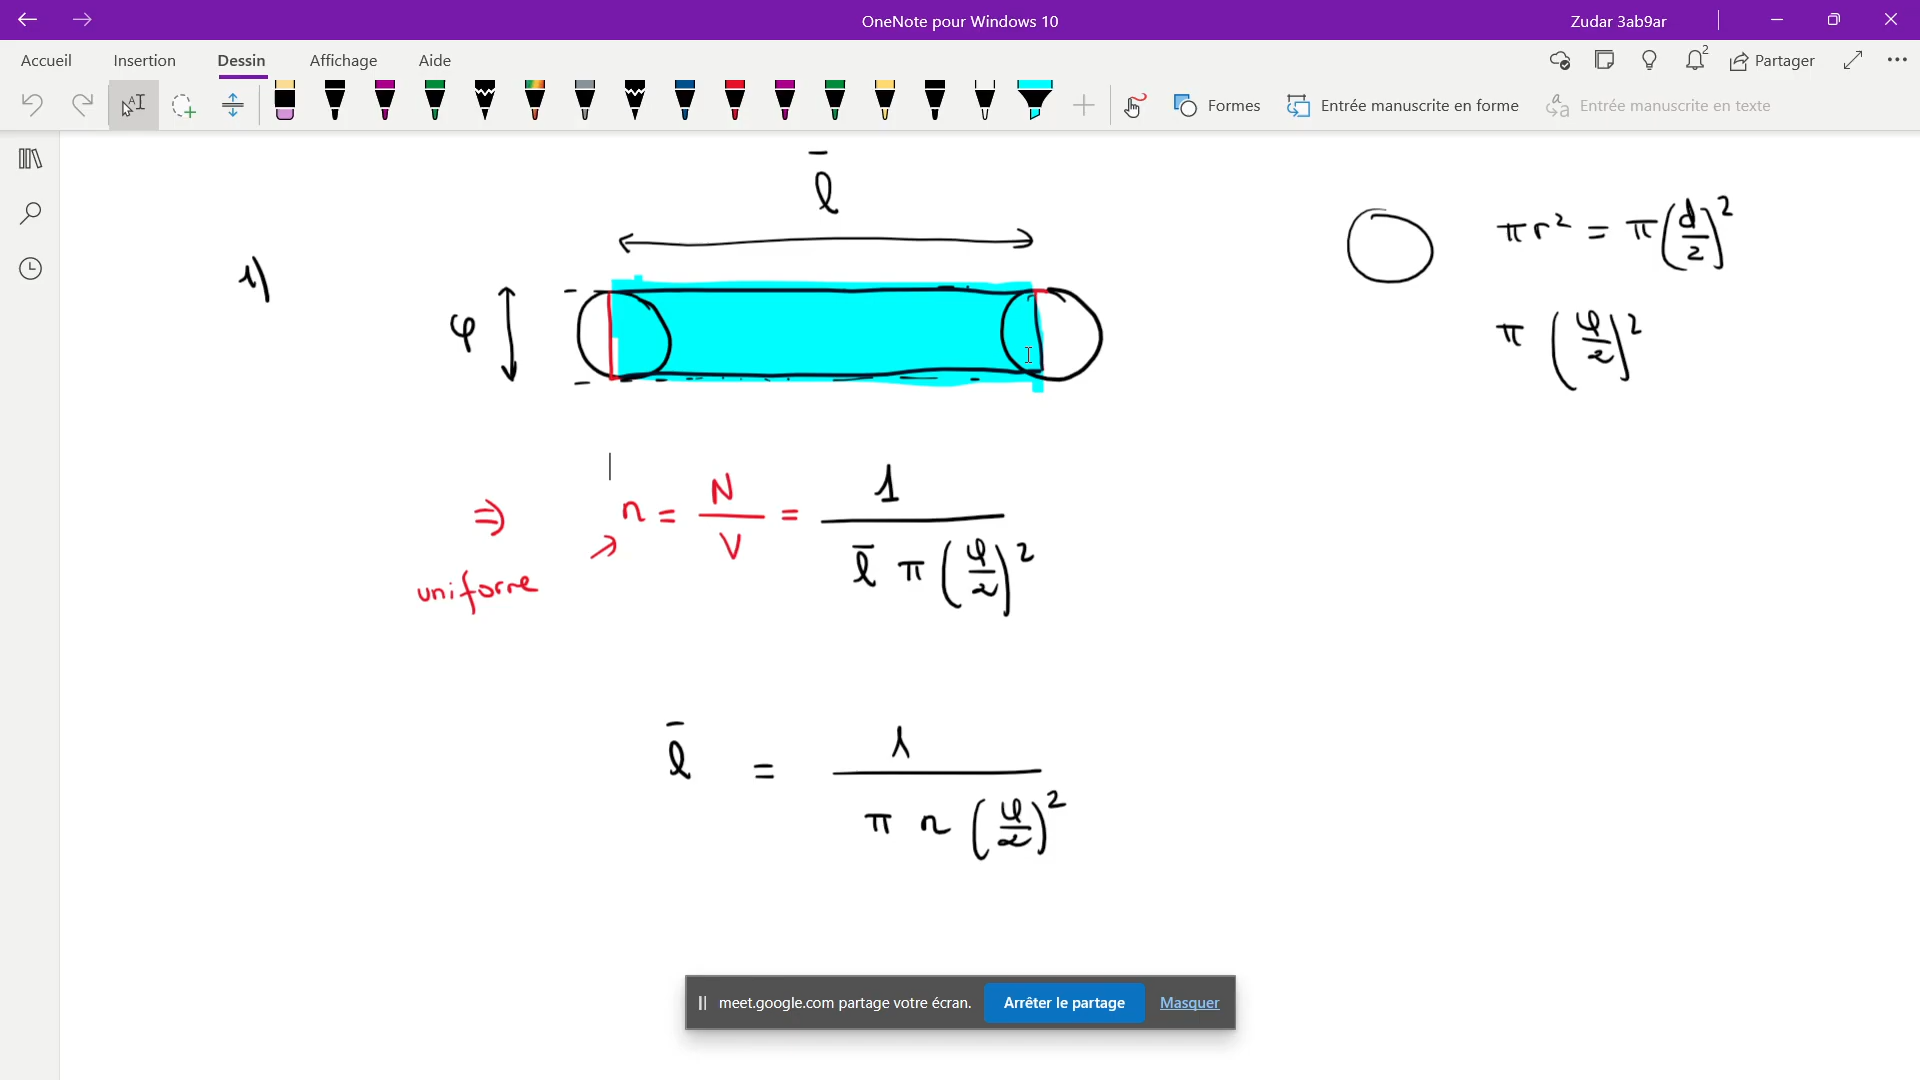 OneNote pour Windows 10
Zudar 3ab9ar
Accueil Insertion Dessin Affichage Aide
2
Partager
Formes
Entrée manuscrite en forme
Entrée manuscrite en texte
l̄
πr² = π(d/2)²
1)
φ
π (φ/2)²
⇒ n = N/V = 1 / (l̄ π (φ/2)²)
uniforme
l̄ = 1 / (π n (φ/2)²)
meet.google.com partage votre écran.
Arrêter le partage
Masquer